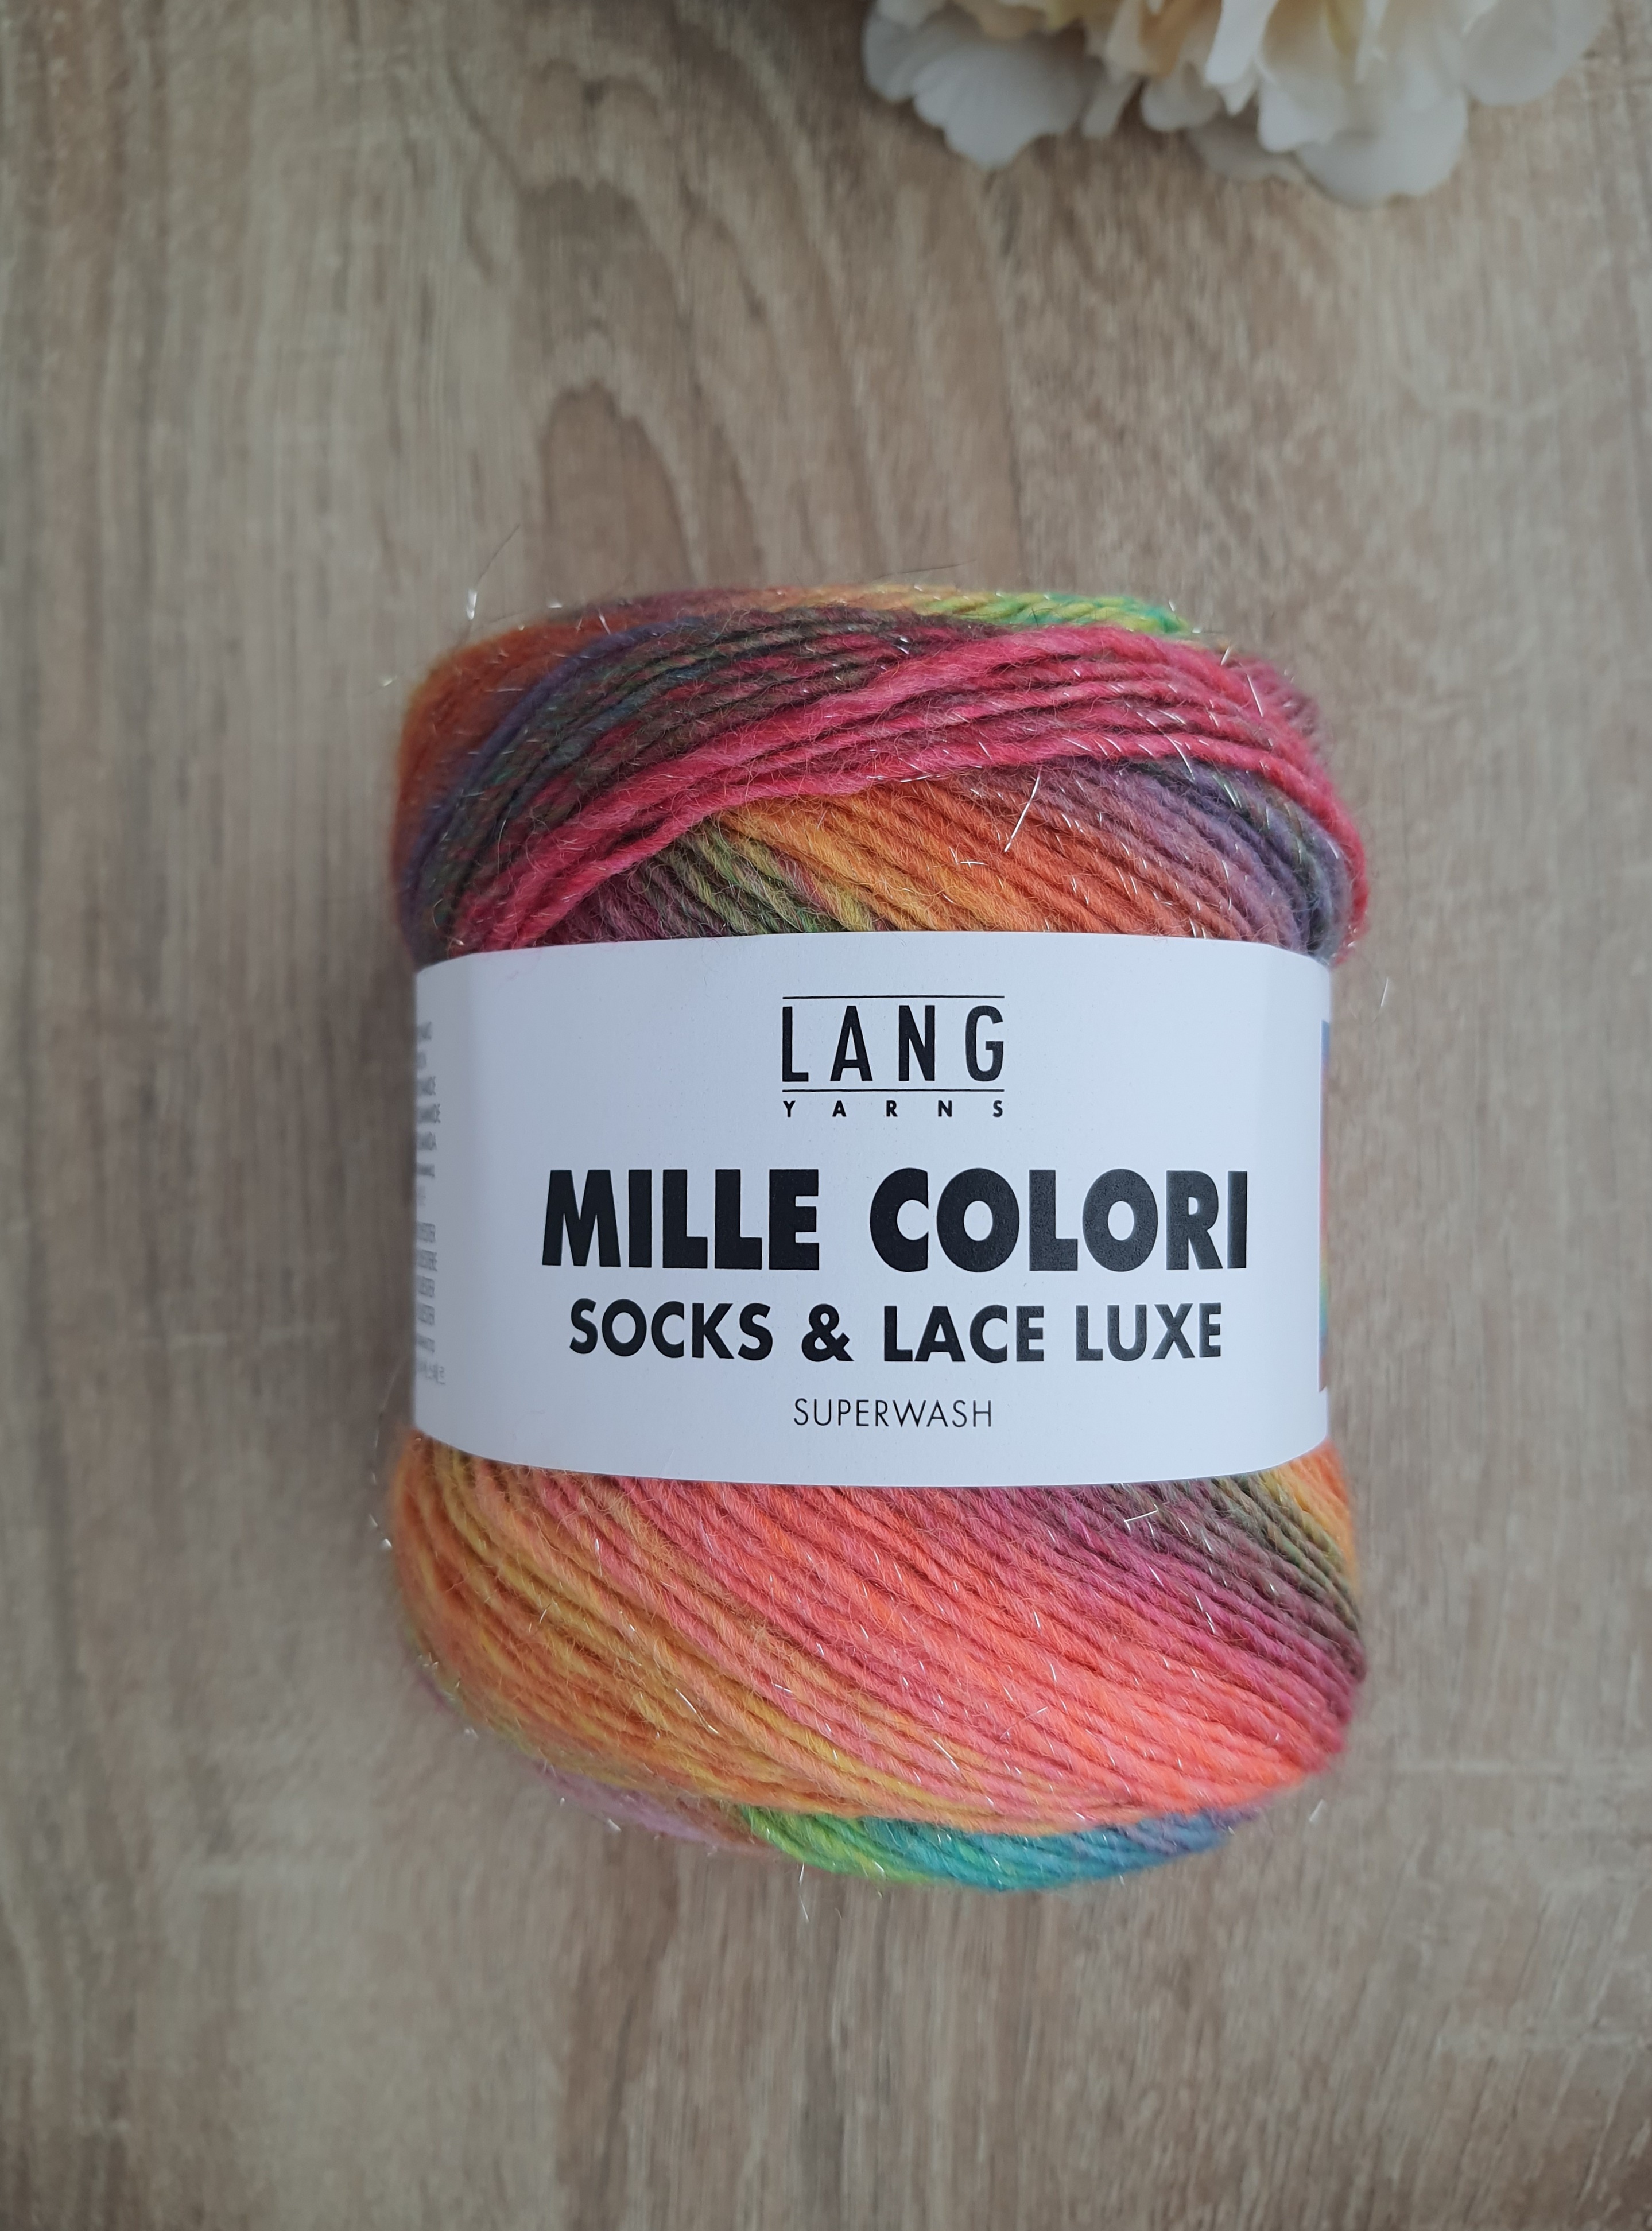 LANG
YARNS
MILLE COLORI
SOCKS & LACE LUXE
SUPERWASH